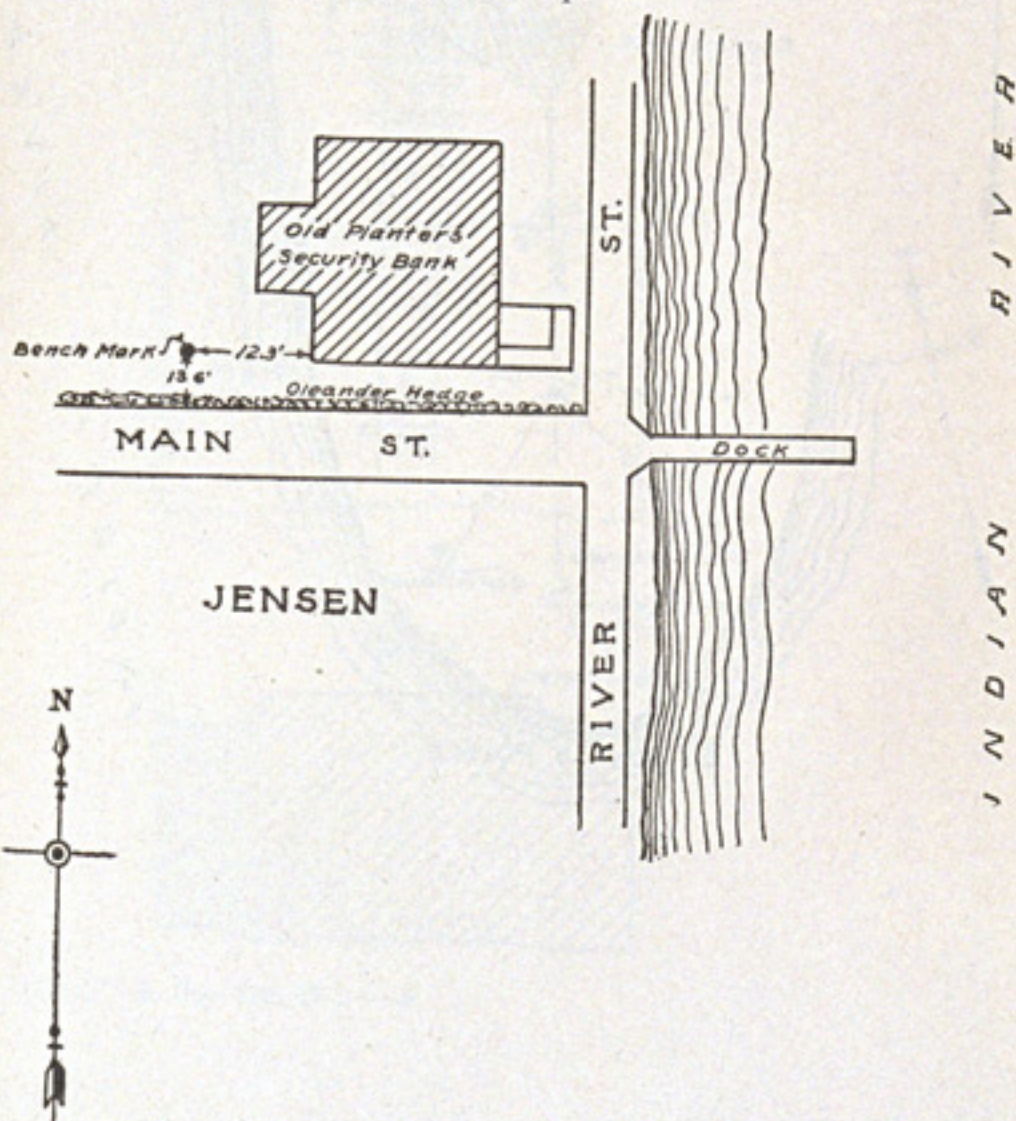 Old Planters
Security Bank
Bench Mark
12.3'
13.6'
Oleander Hedge
MAIN ST.
DOCK
RIVER ST.
JENSEN
INDIAN RIVER
N